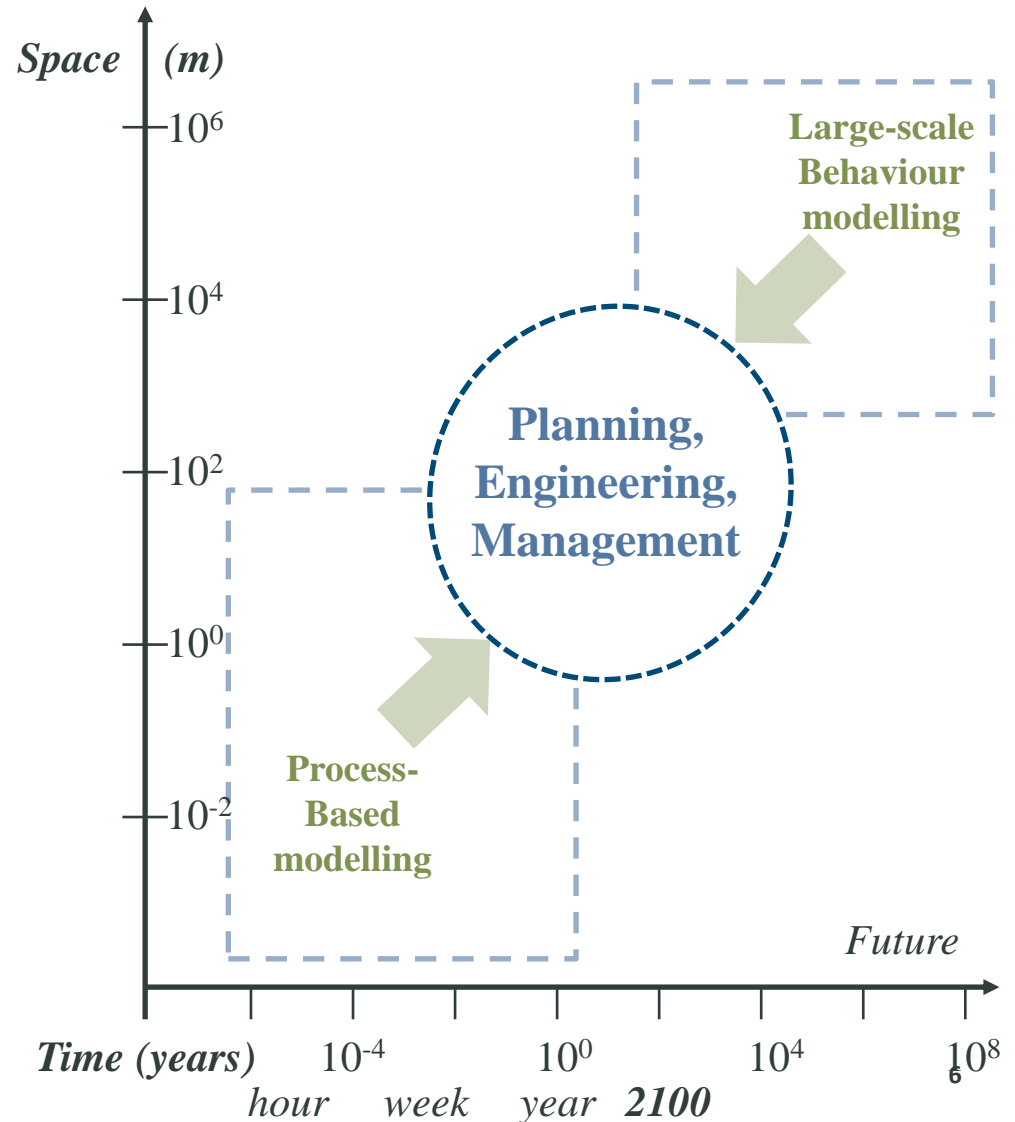 Space (m)
10⁶
Large-scale
Behaviour
modelling
10⁴
Planning,
Engineering,
Management
10²
10⁰
Process-
Based
modelling
10⁻²
Future
Time (years) 10⁻⁴ 10⁰ 10⁴ 10⁸
6
hour week year 2100